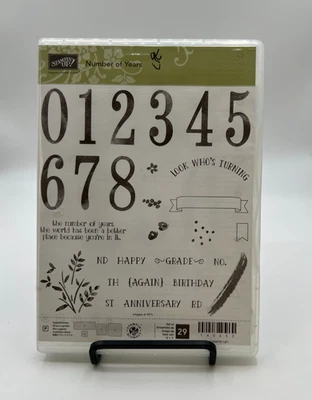 STAMPIN' UP!
Number of Years
0 1 2 3 4 5
6 7 8
LOOK WHO'S TURNING
the number of years
the world has been a better
place because you're in it...
ND HAPPY GRADE NO.
TH {AGAIN} BIRTHDAY
ST ANNIVERSARY RD
29